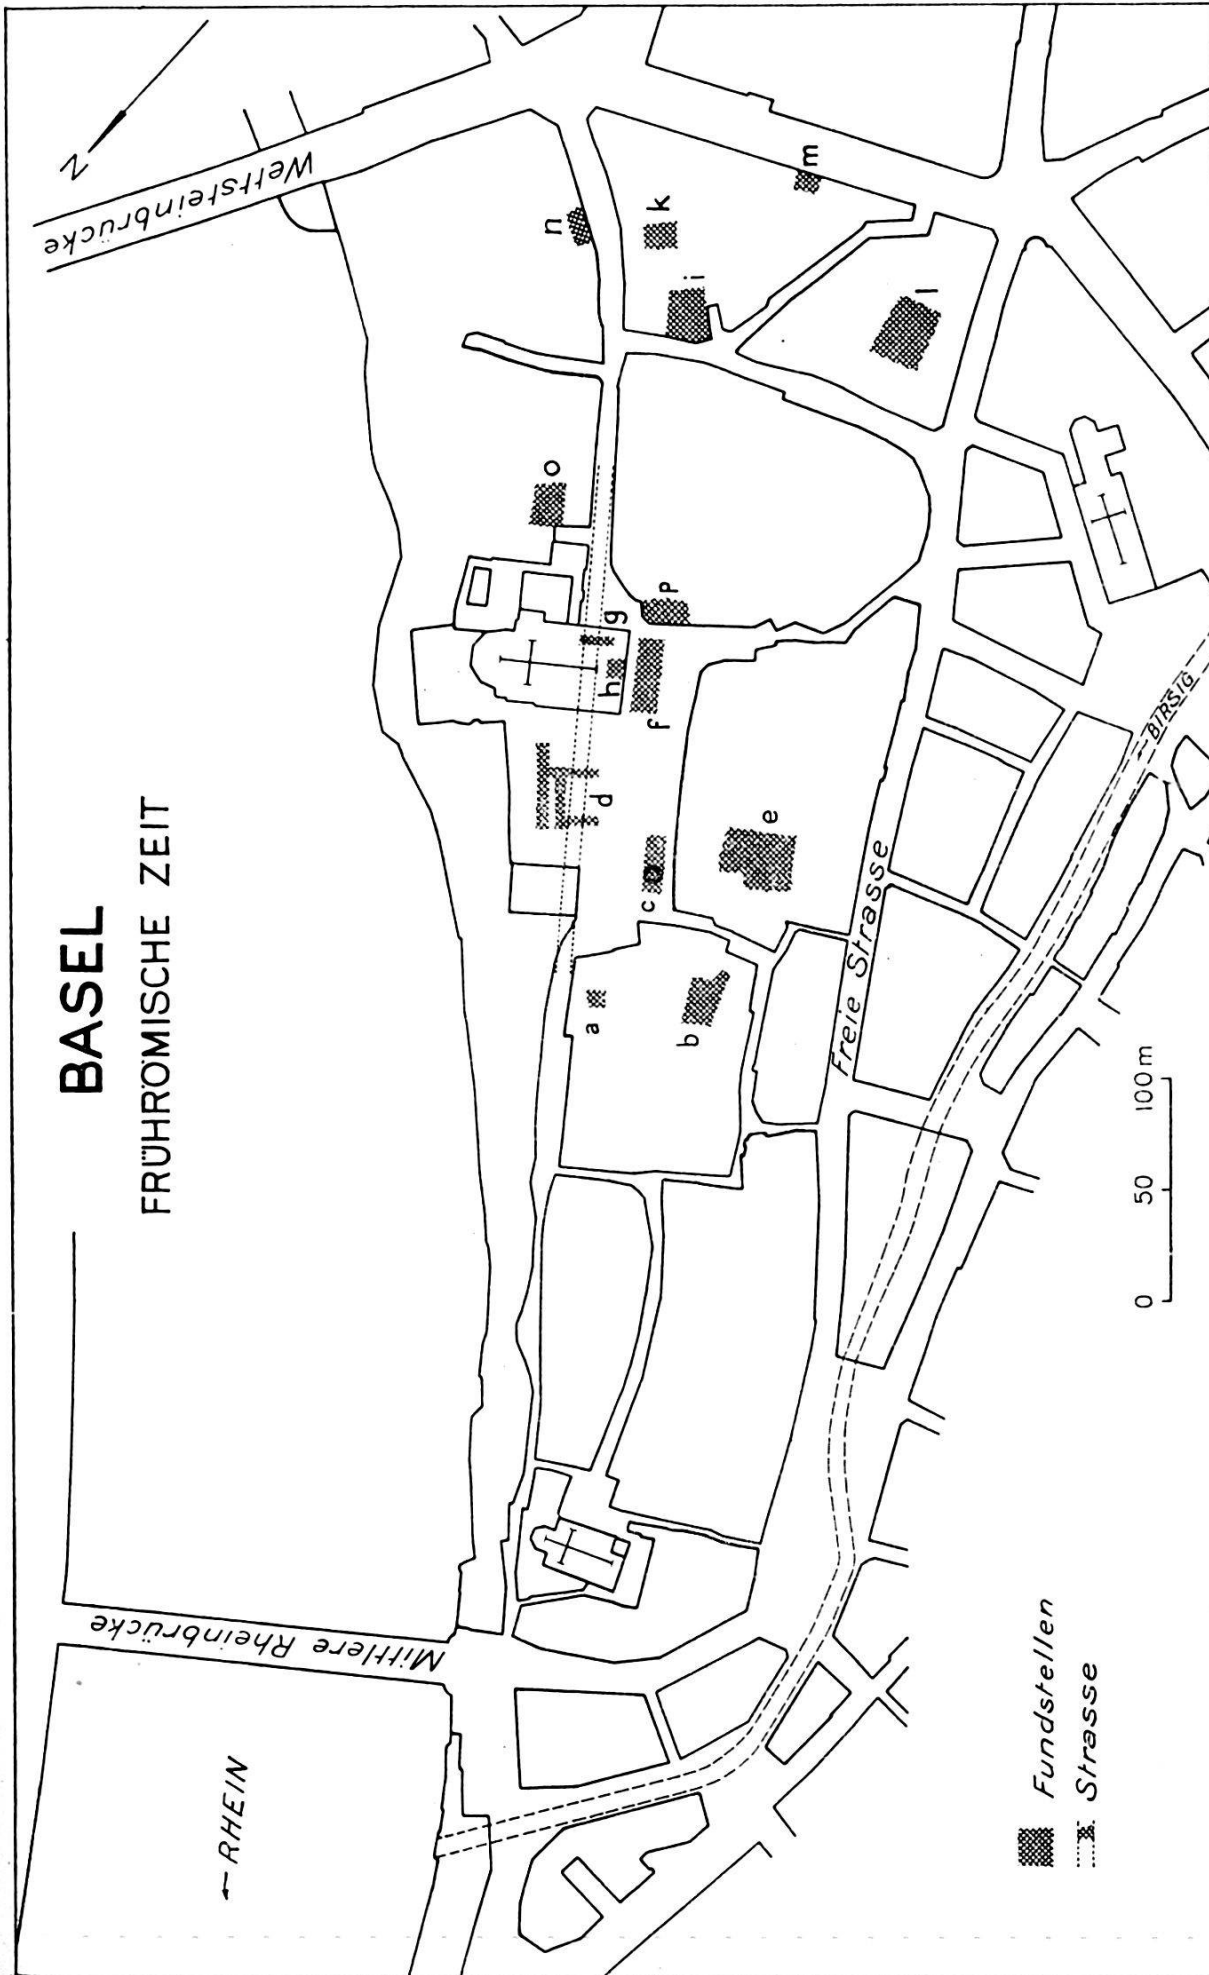 BASEL
FRÜHRÖMISCHE ZEIT
N
Wettsteinbrücke
Mittlere Rheinbrücke
← RHEIN
Freie Strasse
← BIRSIG
a
b
c
d
e
f
g
h
i
k
l
m
n
o
p
0 50 100 m
Fundstellen
Strasse